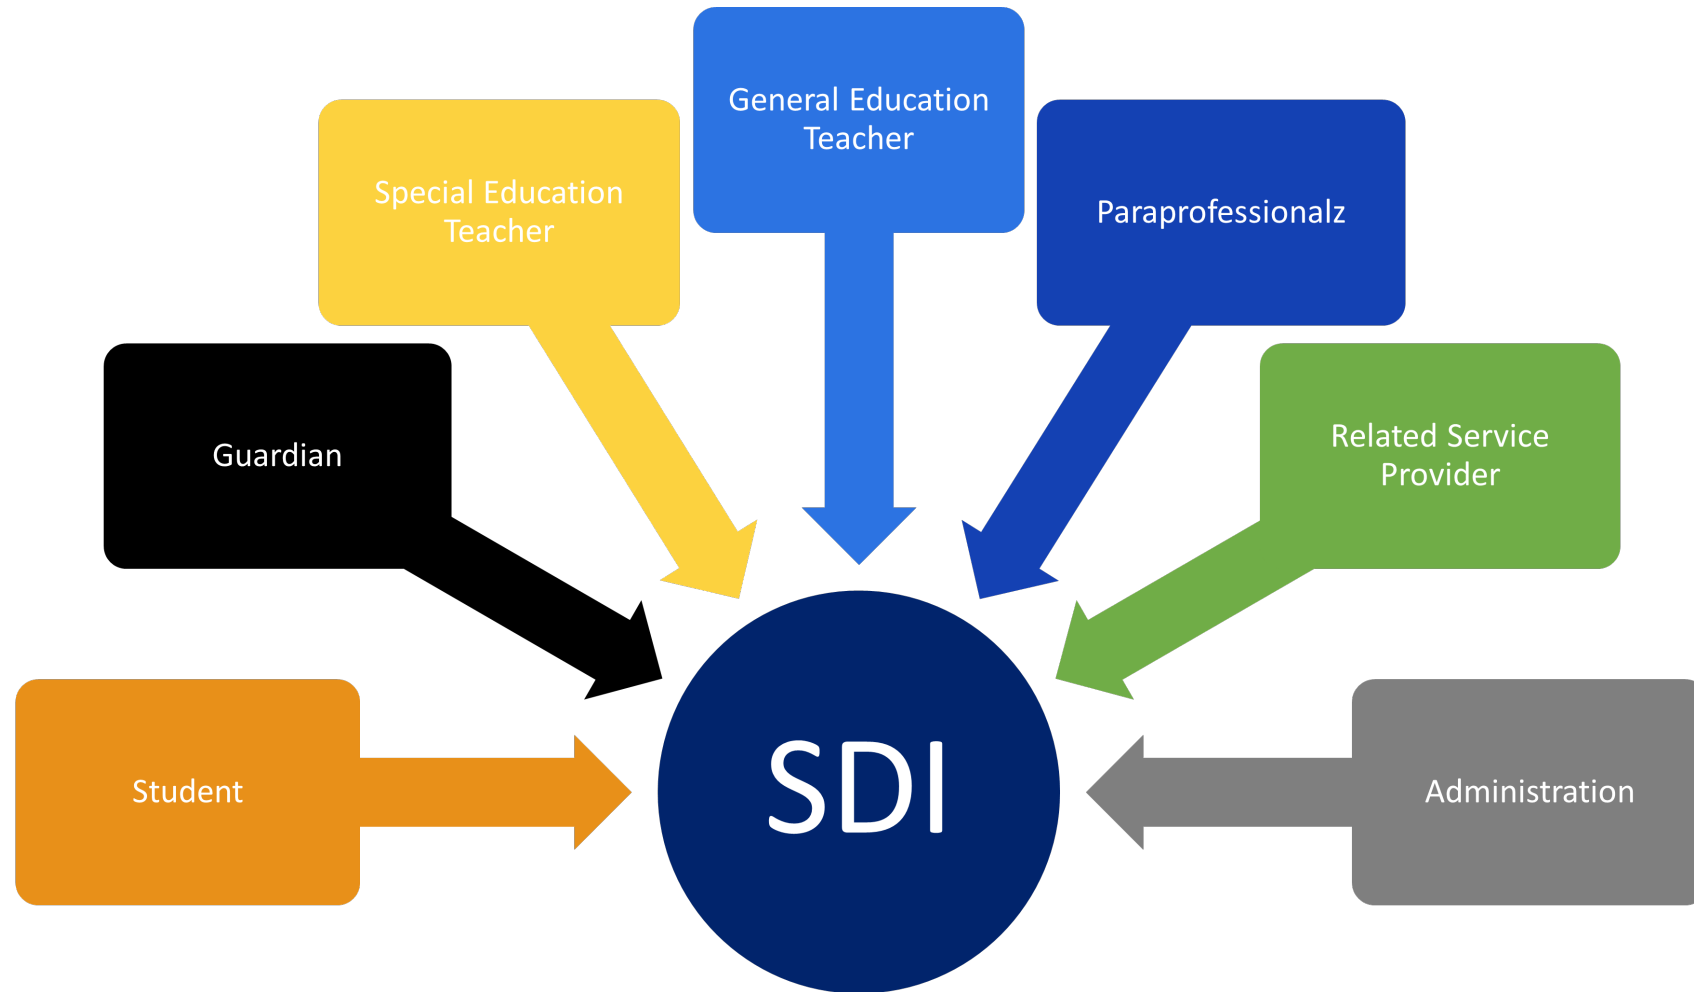 General Education
Teacher
Special Education
Teacher
Paraprofessionalz
Guardian
Related Service
Provider
Student
SDI
Administration